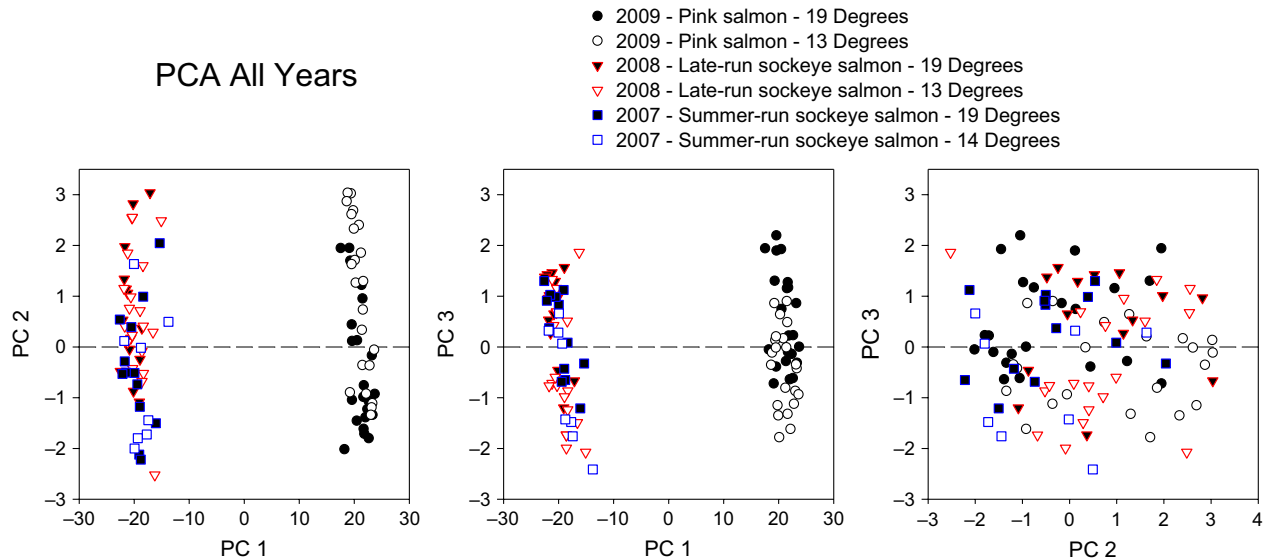 PCA All Years
2009 - Pink salmon - 19 Degrees
2009 - Pink salmon - 13 Degrees
2008 - Late-run sockeye salmon - 19 Degrees
2008 - Late-run sockeye salmon - 13 Degrees
2007 - Summer-run sockeye salmon - 19 Degrees
2007 - Summer-run sockeye salmon - 14 Degrees
PC 2
3
2
1
0
–1
–2
–3
–30 –20 –10 0 10 20 30
PC 1
PC 3
3
2
1
0
–1
–2
–3
–30 –20 –10 0 10 20 30
PC 1
PC 3
3
2
1
0
–1
–2
–3
–3 –2 –1 0 1 2 3 4
PC 2